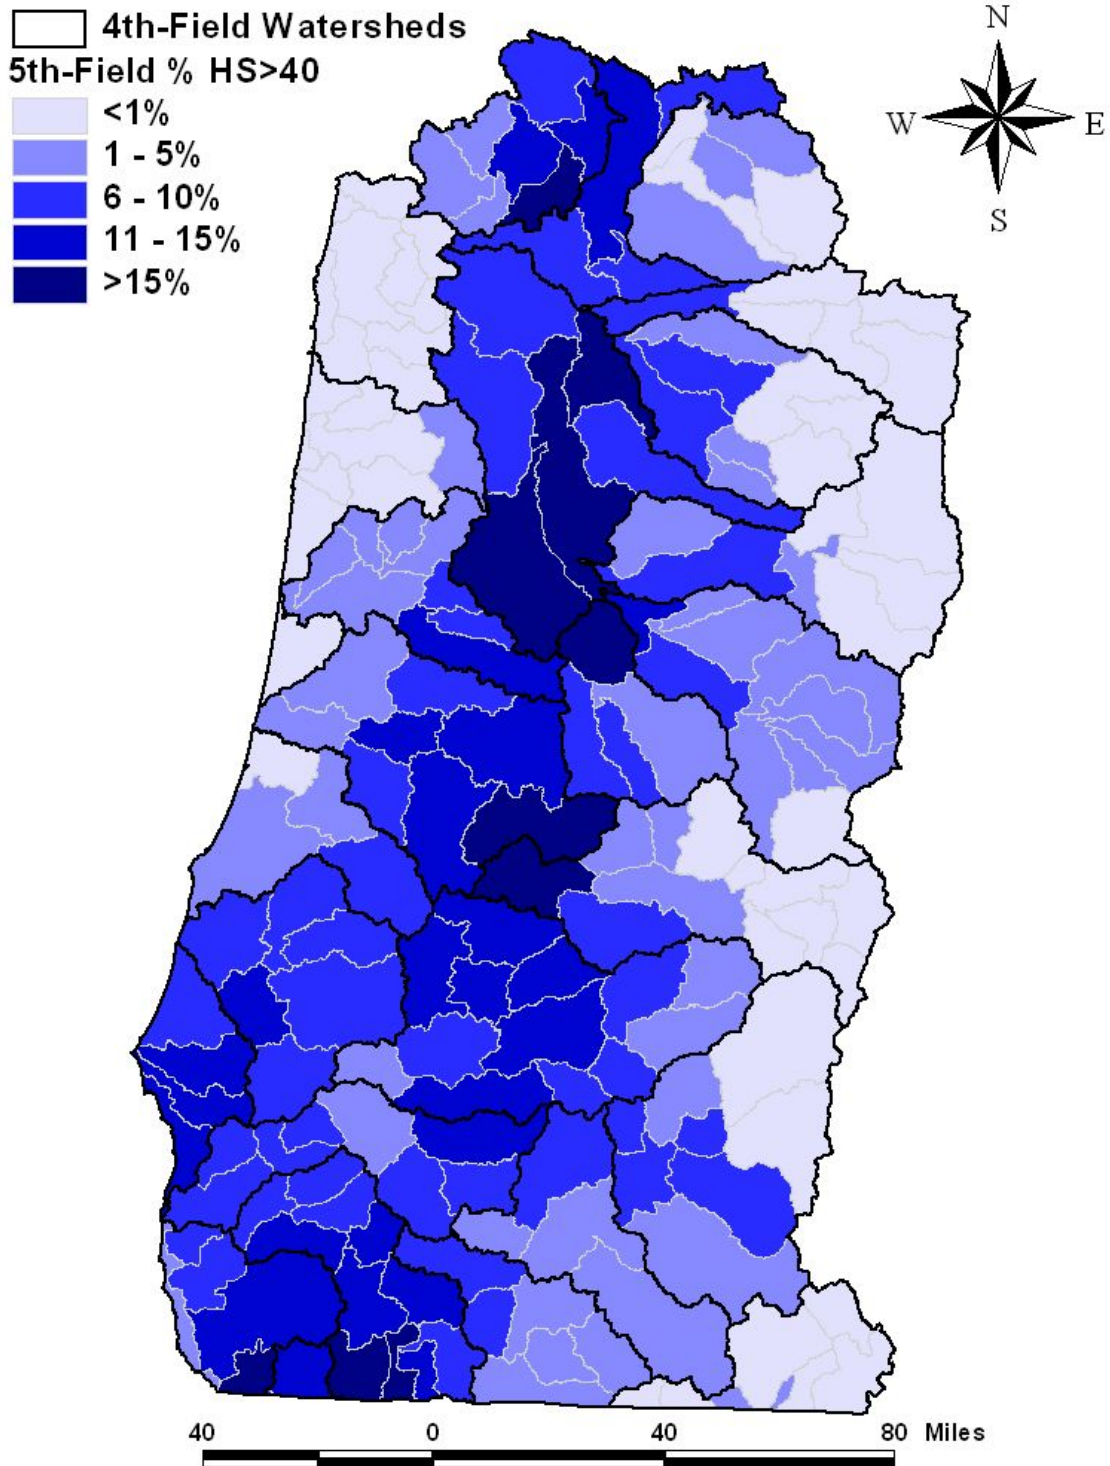 4th-Field Watersheds
5th-Field % HS>40
<1%
1 - 5%
6 - 10%
11 - 15%
>15%
N
W E
S
40 0 40 80 Miles